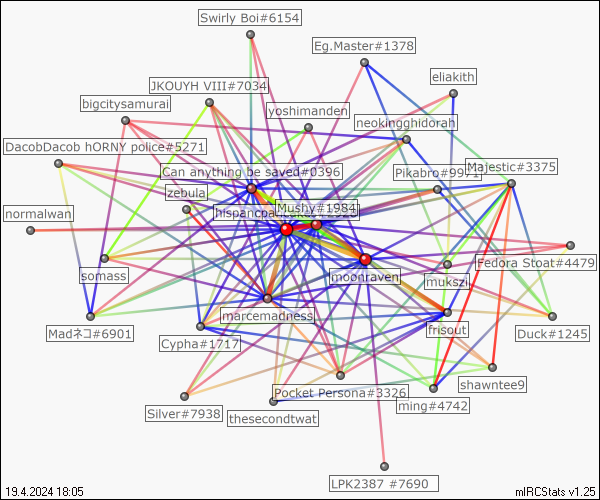 Swirly Boi#6154
Eg.Master#1378
eliakith
JKOUYH VIII#7034
bigcitysamurai
yoshimanden
neokingghidorah
DacobDacob hORNY police#5271
Can anything be saved#0396
Pikabro#9971
Majestic#3375
zebula
Mushy#1984
normalwan
Fedora Stoat#4479
somass
moonraven
mukszi
marcemadness
Madネコ#6901
Cypha#1717
frisout
Duck#1245
shawntee9
Pocket Persona#3326
ming#4742
Silver#7938
thesecondtwat
LPK2387 #7690
19.4.2024 18:05
mIRCStats v1.25